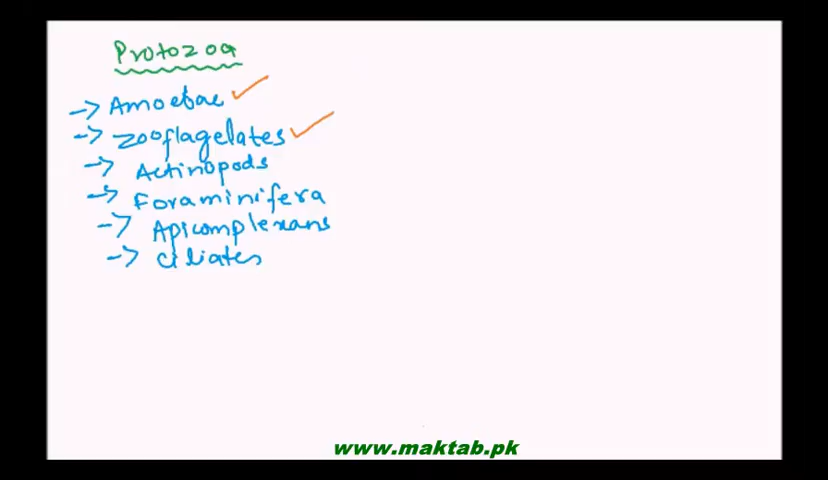 Protozoa
→ Amoebae ✓
→ Zooflagelates ✓
→ Actinopods
→ Foraminifera
→ Apicomplexans
→ Ciliates
www.maktab.pk